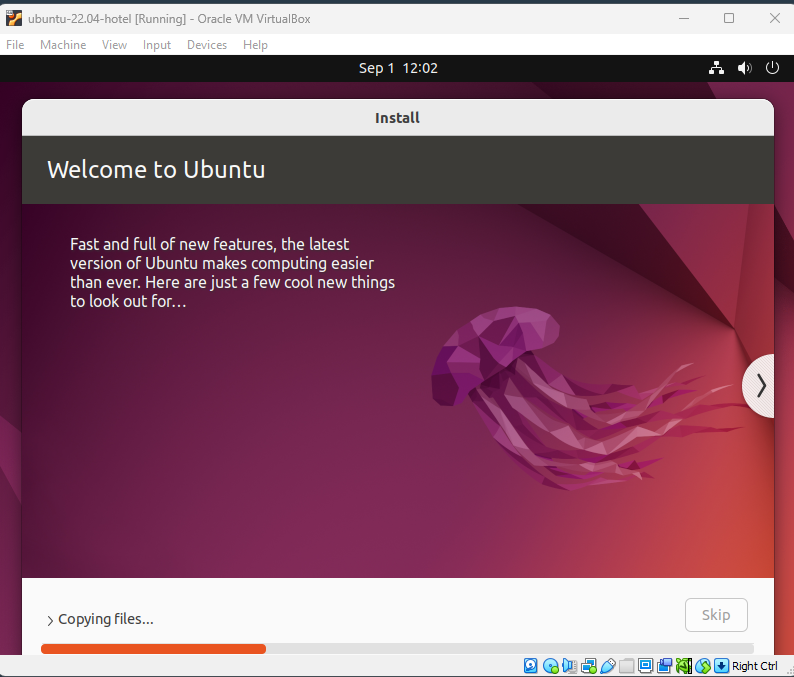 ubuntu-22.04-hotel [Running] - Oracle VM VirtualBox
File Machine View Input Devices Help
Sep 1 12:02
Install
Welcome to Ubuntu
Fast and full of new features, the latest
version of Ubuntu makes computing easier
than ever. Here are just a few cool new things
to look out for…
Copying files...
Skip
Right Ctrl